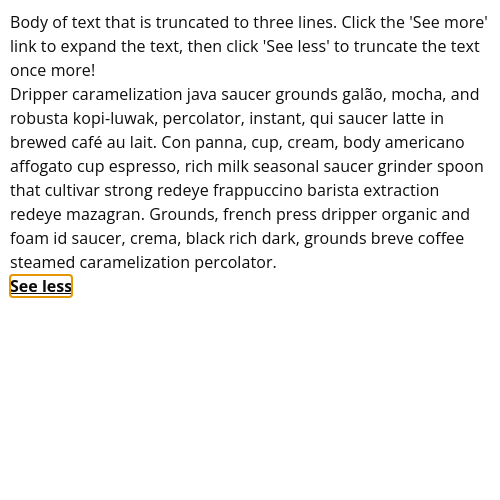 Body of text that is truncated to three lines. Click the 'See more'
link to expand the text, then click 'See less' to truncate the text
once more!
Dripper caramelization java saucer grounds galão, mocha, and
robusta kopi-luwak, percolator, instant, qui saucer latte in
brewed café au lait. Con panna, cup, cream, body americano
affogato cup espresso, rich milk seasonal saucer grinder spoon
that cultivar strong redeye frappuccino barista extraction
redeye mazagran. Grounds, french press dripper organic and
foam id saucer, crema, black rich dark, grounds breve coffee
steamed caramelization percolator.
See less